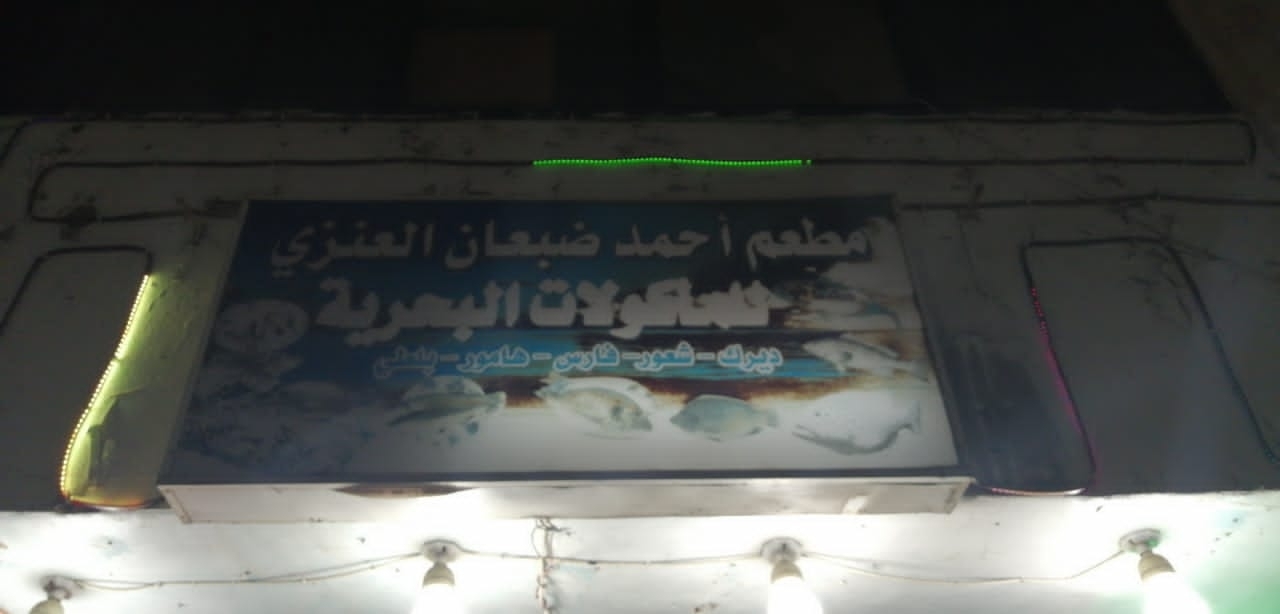 مطعم أحمد ضبعان العنزي
للمأكولات البحرية
ديرك - شعور - فارس - هامور - بلطي